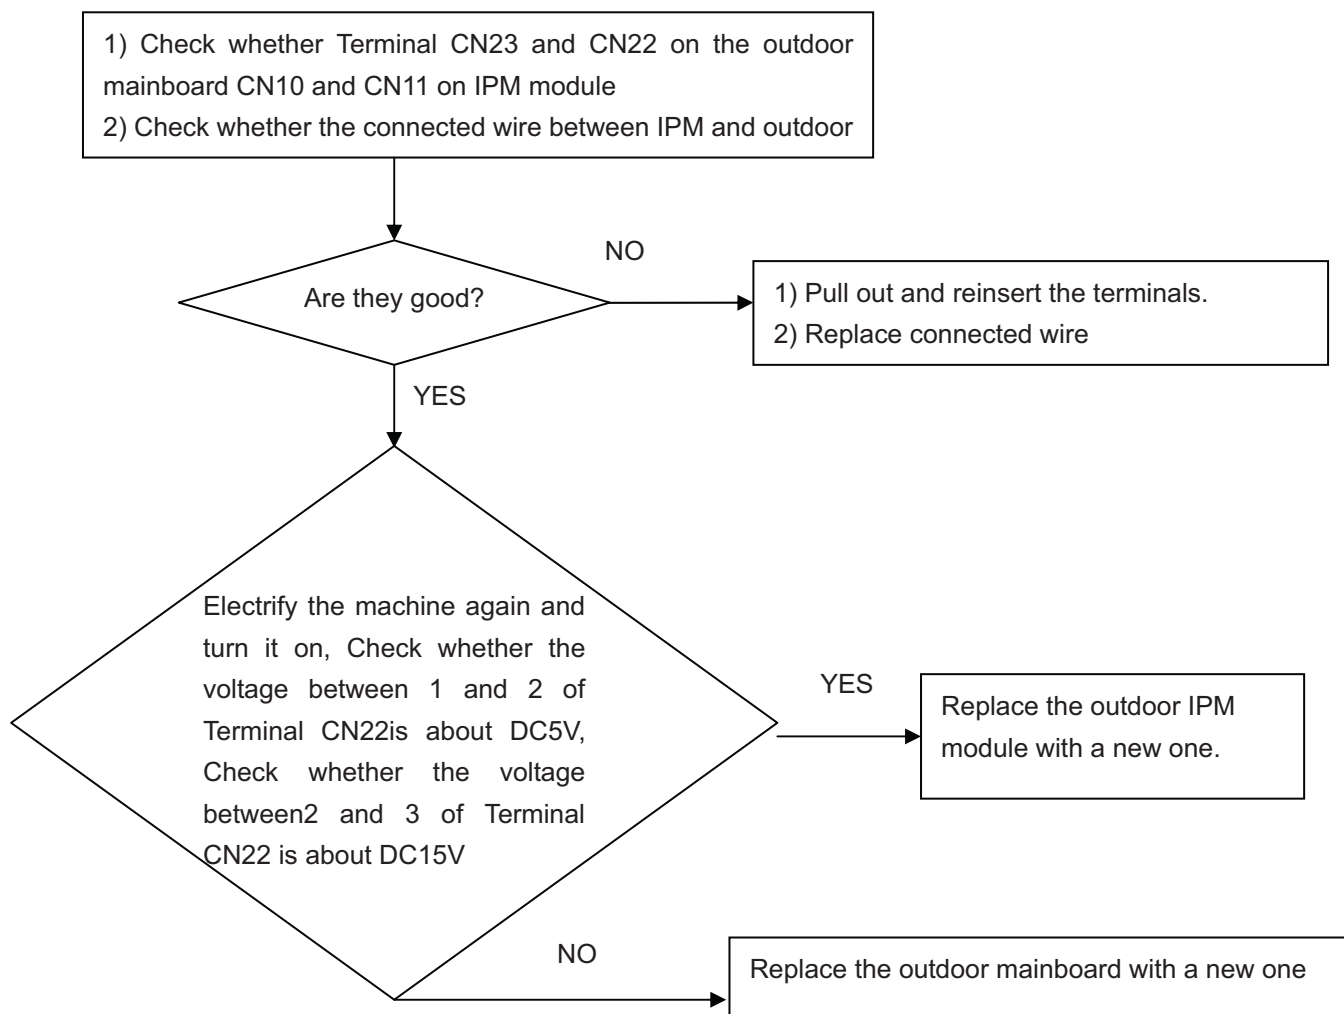 1) Check whether Terminal CN23 and CN22 on the outdoor
mainboard CN10 and CN11 on IPM module
2) Check whether the connected wire between IPM and outdoor
NO
Are they good?
1) Pull out and reinsert the terminals.
2) Replace connected wire
YES
Electrify the machine again and
turn it on, Check whether the
voltage between 1 and 2 of
Terminal CN22is about DC5V,
Check whether the voltage
between2 and 3 of Terminal
CN22 is about DC15V
YES
Replace the outdoor IPM
module with a new one.
NO
Replace the outdoor mainboard with a new one